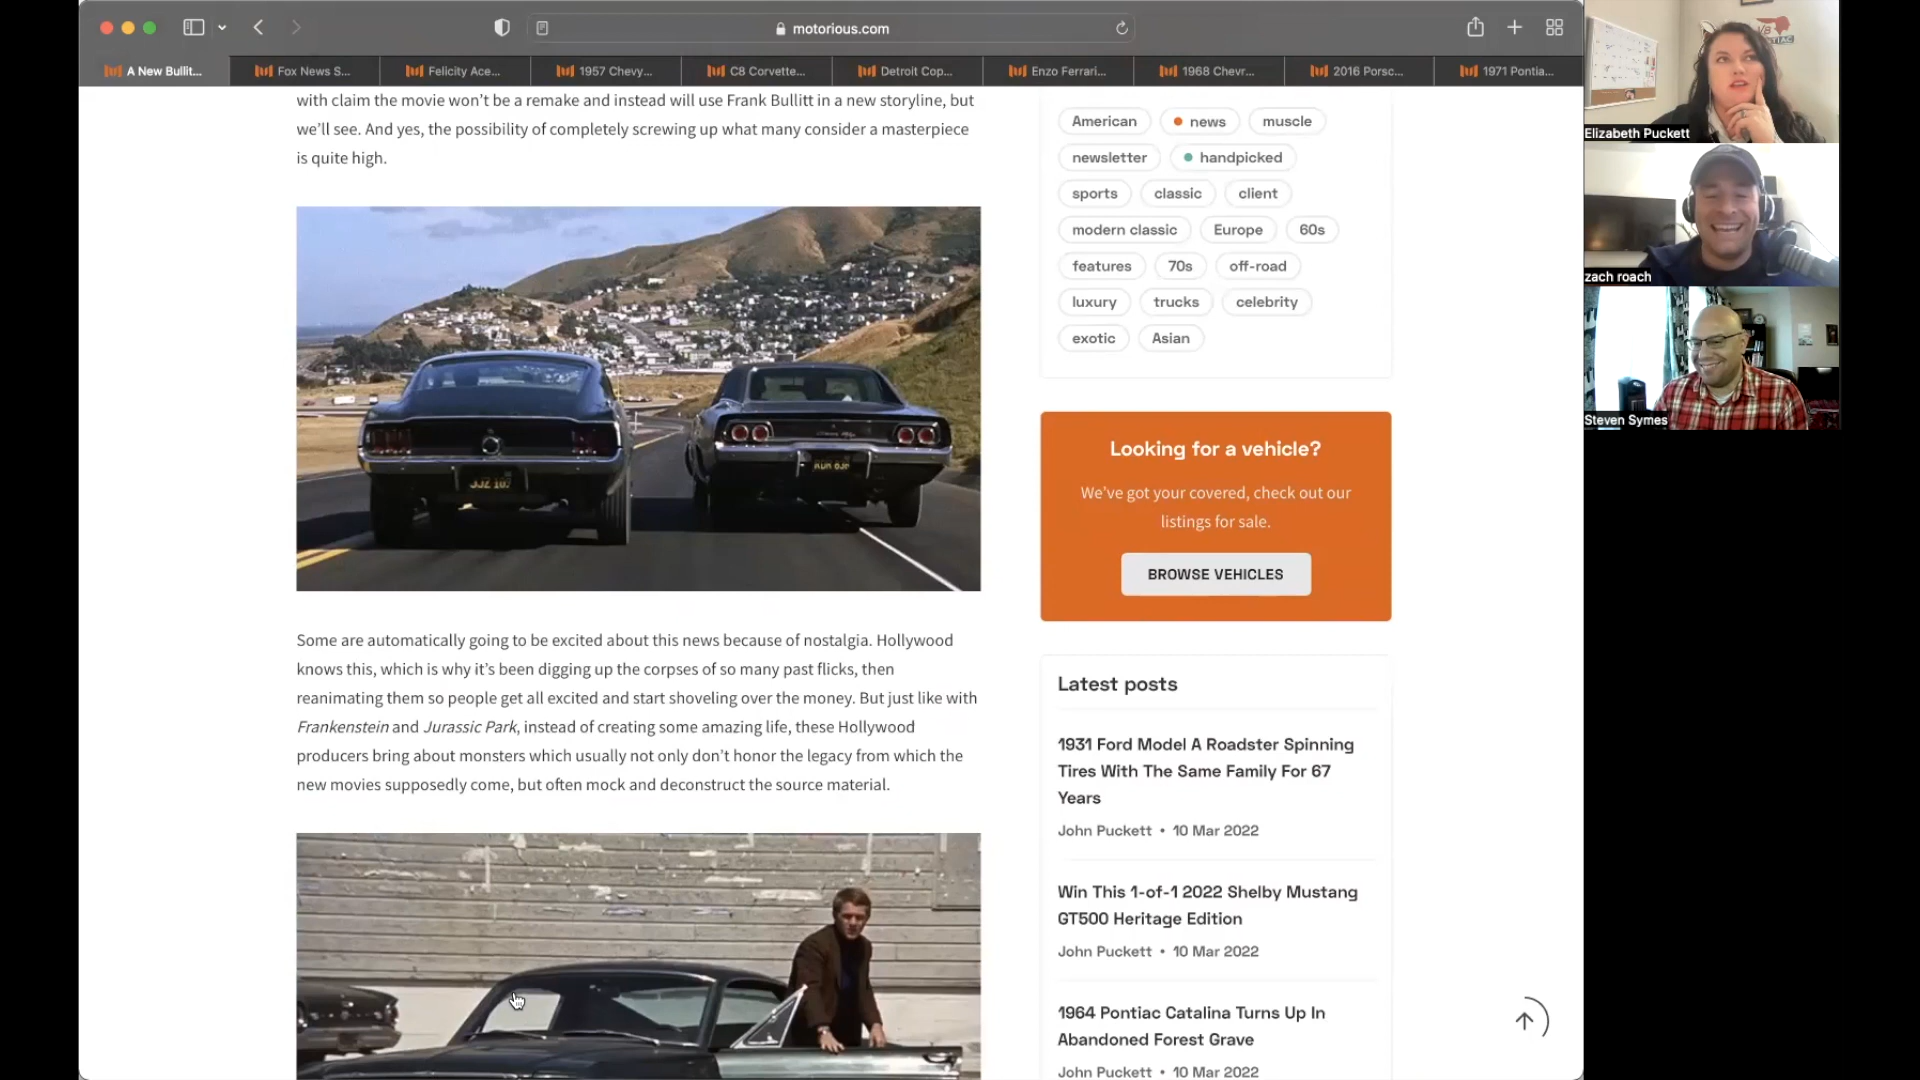 motorious.com
A New Bullit...
Fox News S...
Felicity Ace...
1957 Chevy...
C8 Corvette...
Detroit Cop...
Enzo Ferrari...
1968 Chevr...
2016 Porsc...
1971 Pontia...
with claim the movie won't be a remake and instead will use Frank Bullitt in a new storyline, but
we'll see. And yes, the possibility of completely screwing up what many consider a masterpiece
is quite high.
Some are automatically going to be excited about this news because of nostalgia. Hollywood
knows this, which is why it's been digging up the corpses of so many past flicks, then
reanimating them so people get all excited and start shoveling over the money. But just like with
Frankenstein and Jurassic Park, instead of creating some amazing life, these Hollywood
producers bring about monsters which usually not only don't honor the legacy from which the
new movies supposedly come, but often mock and deconstruct the source material.
American
news
muscle
newsletter
handpicked
sports
classic
client
modern classic
Europe
60s
features
70s
off-road
luxury
trucks
celebrity
exotic
Asian
Looking for a vehicle?
We've got your covered, check out our
listings for sale.
BROWSE VEHICLES
Latest posts
1931 Ford Model A Roadster Spinning
Tires With The Same Family For 67
Years
John Puckett • 10 Mar 2022
Win This 1-of-1 2022 Shelby Mustang
GT500 Heritage Edition
John Puckett • 10 Mar 2022
1964 Pontiac Catalina Turns Up In
Abandoned Forest Grave
John Puckett • 10 Mar 2022
Elizabeth Puckett
zach roach
Steven Symes